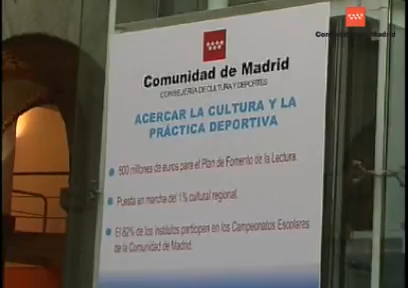 Comunidad de Madrid
Comunidad de Madrid
CONSEJERÍA DE CULTURA Y DEPORTES
ACERCAR LA CULTURA Y LA
PRÁCTICA DEPORTIVA
600 millones de euros para el Plan de Fomento de la Lectura.
Puesta en marcha del 1% cultural regional.
El 82% de los institutos participan en los Campeonatos Escolares
de la Comunidad de Madrid.